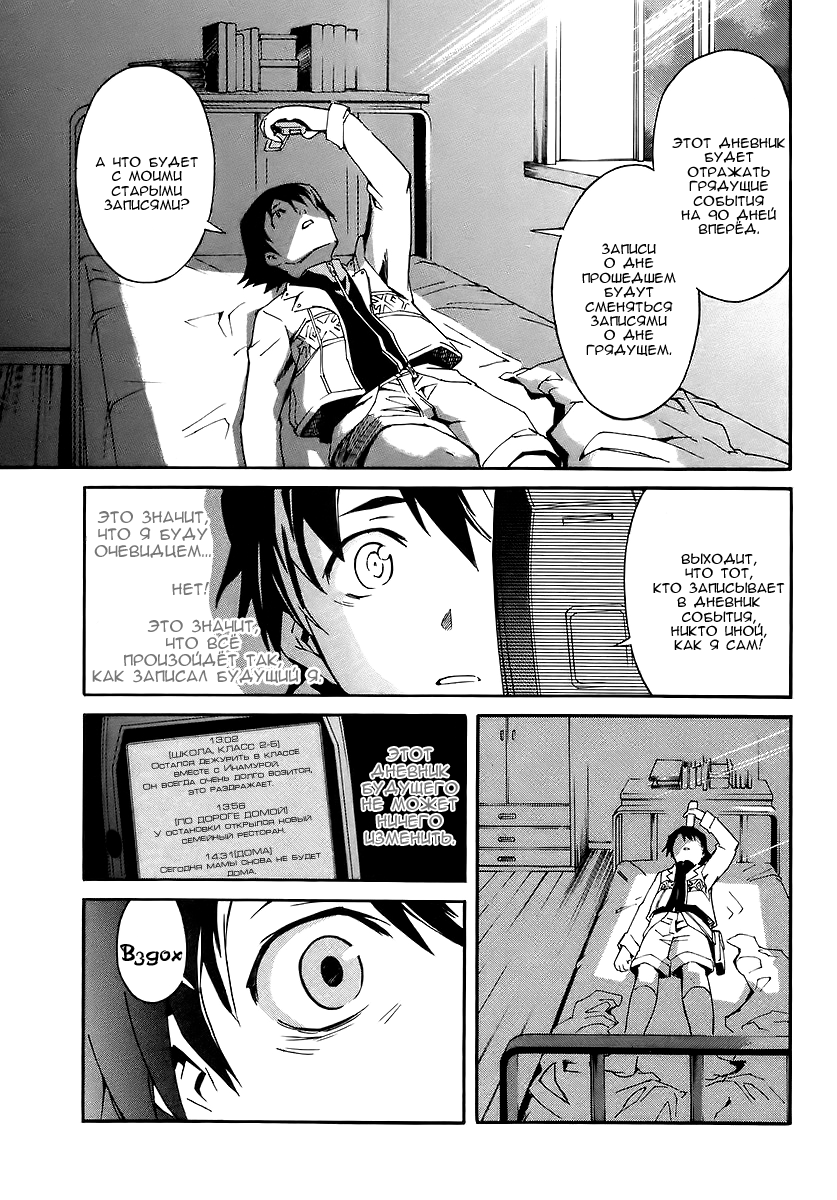 ЭТОТ ДНЕВНИК
БУДЕТ
ОТРАЖАТЬ
ГРЯДУЩИЕ
СОБЫТИЯ
НА 90 ДНЕЙ
ВПЕРЁД.
ЗАПИСИ
О ДНЕ
ПРОШЕДШЕМ
БУДУТ
СМЕНЯТЬСЯ
ЗАПИСЯМИ
О ДНЕ
ГРЯДУЩЕМ.
А ЧТО БУДЕТ
С МОИМИ
СТАРЫМИ
ЗАПИСЯМИ?
ВЫХОДИТ,
ЧТО ТОТ,
КТО ЗАПИСЫВАЕТ
В ДНЕВНИК
СОБЫТИЯ,
НИКТО ИНОЙ,
КАК Я САМ!
ЭТО ЗНАЧИТ,
ЧТО Я БУДУ
ОЧЕВИДЦЕМ...
НЕТ!
ЭТО ЗНАЧИТ,
ЧТО ВСЁ
ПРОИЗОЙДЁТ ТАК,
КАК ЗАПИСАЛ БУДУЩИЙ Я.
13:02
[ШКОЛА, КЛАСС 2-Б]
ОСТАЛСЯ ДЕЖУРИТЬ В КЛАССЕ
ВМЕСТЕ С ИНАМУРОЙ.
ОН ВСЕГДА ОЧЕНЬ ДОЛГО ВОЗИТСЯ,
ЭТО РАЗДРАЖАЕТ.
13:56
[ПО ДОРОГЕ ДОМОЙ]
У ОСТАНОВКИ ОТКРЫЛСЯ НОВЫЙ
СЕМЕЙНЫЙ РЕСТОРАН.
14:31[ДОМА]
СЕГОДНЯ МАМЫ СНОВА НЕ БУДЕТ
ДОМА.
ЭТОТ
ДНЕВНИК
БУДУЩЕГО
НЕ МОЖЕТ
НИЧЕГО
ИЗМЕНИТЬ.
Вздох